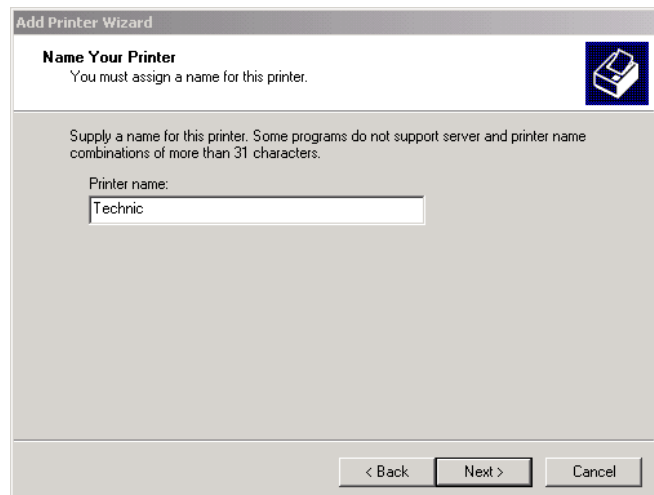 Add Printer Wizard
Name Your Printer
You must assign a name for this printer.
Supply a name for this printer. Some programs do not support server and printer name
combinations of more than 31 characters.
Printer name:
Technic
< Back
Next >
Cancel